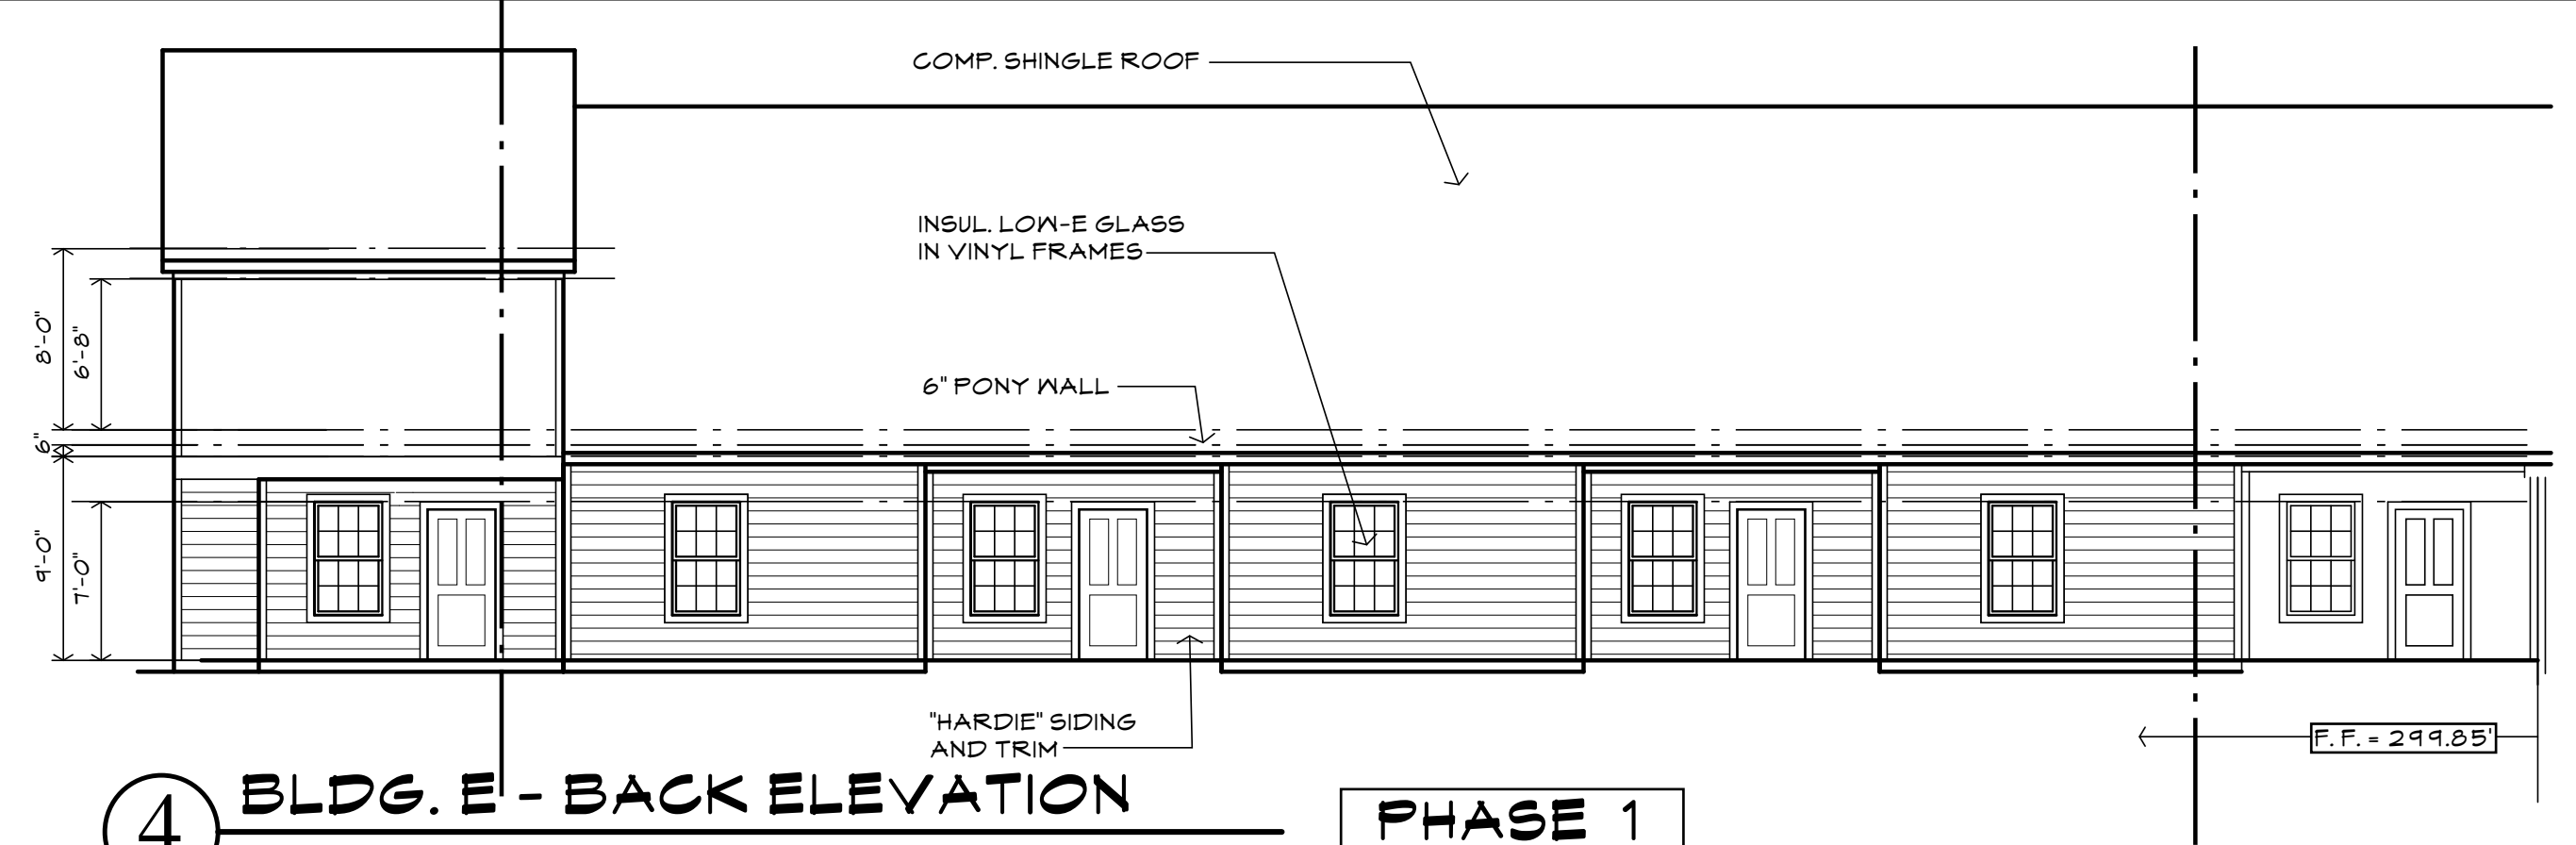 COMP. SHINGLE ROOF
INSUL. LOW-E GLASS
IN VINYL FRAMES
8'-0"
6'-8"
6" PONY WALL
6"
9'-0"
7'-0"
"HARDIE" SIDING
AND TRIM
F. F. = 299.85'
4
BLDG. E - BACK ELEVATION
PHASE 1